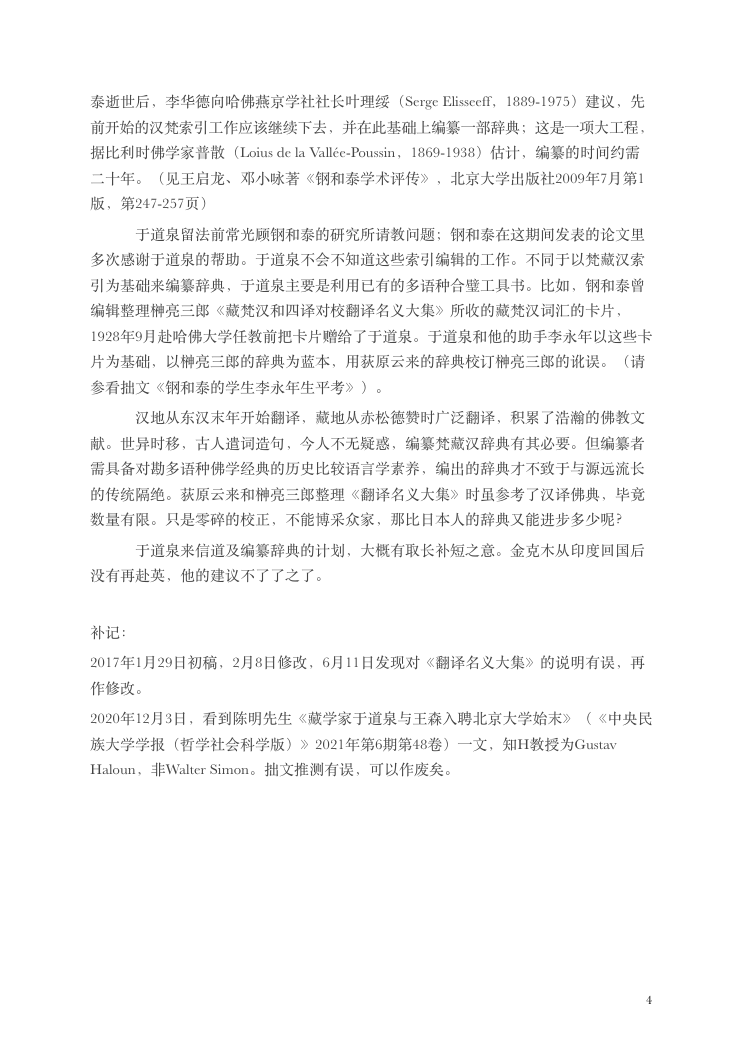 泰逝世后，李华德向哈佛燕京学社社长叶理绥（Serge Elisseeff，1889-1975）建议，先
前开始的汉梵索引工作应该继续下去，并在此基础上编纂一部辞典；这是一项大工程，
据比利时佛学家普散（Loius de la Vallée-Poussin，1869-1938）估计，编纂的时间约需
二十年。（见王启龙、邓小咏著《钢和泰学术评传》，北京大学出版社2009年7月第1
版，第247-257页）
于道泉留法前常光顾钢和泰的研究所请教问题；钢和泰在这期间发表的论文里
多次感谢于道泉的帮助。于道泉不会不知道这些索引编辑的工作。不同于以梵藏汉索
引为基础来编纂辞典，于道泉主要是利用已有的多语种合璧工具书。比如，钢和泰曾
编辑整理榊亮三郎《藏梵汉和四译对校翻译名义大集》所收的藏梵汉词汇的卡片，
1928年9月赴哈佛大学任教前把卡片赠给了于道泉。于道泉和他的助手李永年以这些卡
片为基础，以榊亮三郎的辞典为蓝本，用荻原云来的辞典校订榊亮三郎的讹误。（请
参看拙文《钢和泰的学生李永年生平考》）。
汉地从东汉末年开始翻译，藏地从赤松德赞时广泛翻译，积累了浩瀚的佛教文
献。世异时移，古人遣词造句，今人不无疑惑，编纂梵藏汉辞典有其必要。但编纂者
需具备对勘多语种佛学经典的历史比较语言学素养，编出的辞典才不致于与源远流长
的传统隔绝。荻原云来和榊亮三郎整理《翻译名义大集》时虽参考了汉译佛典，毕竟
数量有限。只是零碎的校正，不能博采众家，那比日本人的辞典又能进步多少呢?
于道泉来信道及编纂辞典的计划，大概有取长补短之意。金克木从印度回国后
没有再赴英，他的建议不了了之了。
补记：
2017年1月29日初稿，2月8日修改，6月11日发现对《翻译名义大集》的说明有误，再
作修改。
2020年12月3日，看到陈明先生《藏学家于道泉与王森入聘北京大学始末》（《中央民
族大学学报（哲学社会科学版）》2021年第6期第48卷）一文，知H教授为Gustav
Haloun，非Walter Simon。拙文推测有误，可以作废矣。
4